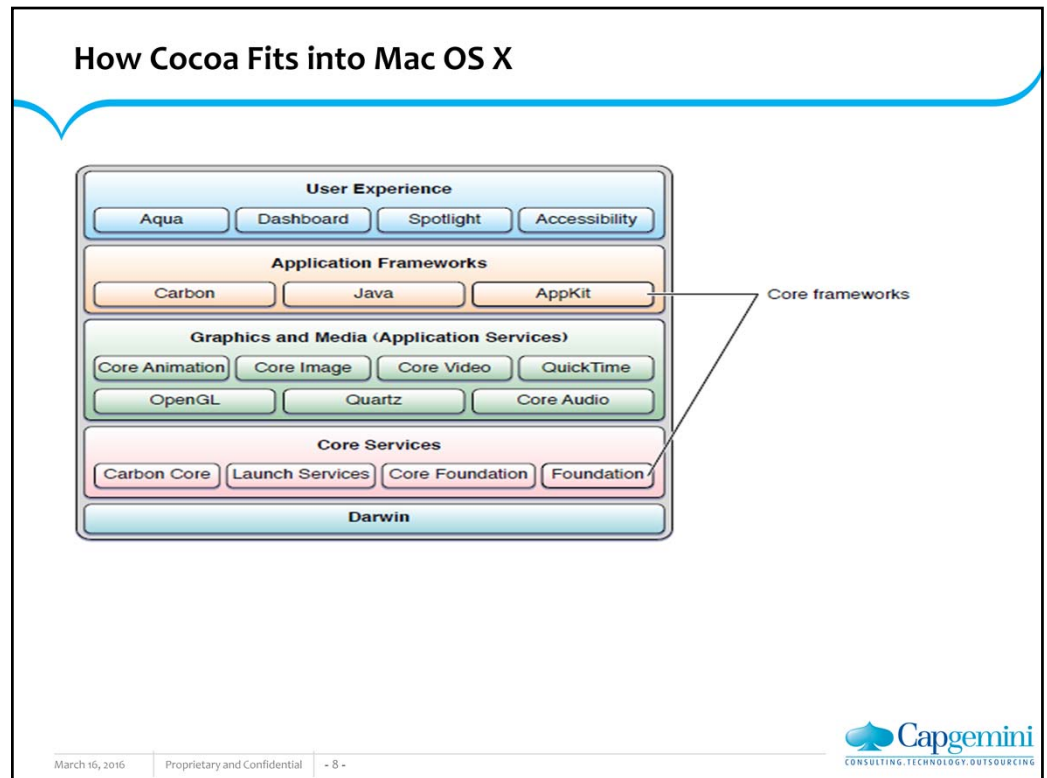 How Cocoa Fits into Mac OS X
User Experience
Aqua Dashboard Spotlight Accessibility
Application Frameworks
Carbon Java AppKit
Core frameworks
Graphics and Media (Application Services)
Core Animation Core Image Core Video QuickTime
OpenGL Quartz Core Audio
Core Services
Carbon Core Launch Services Core Foundation Foundation
Darwin
March 16, 2016 Proprietary and Confidential - 8 -
Capgemini
CONSULTING.TECHNOLOGY.OUTSOURCING